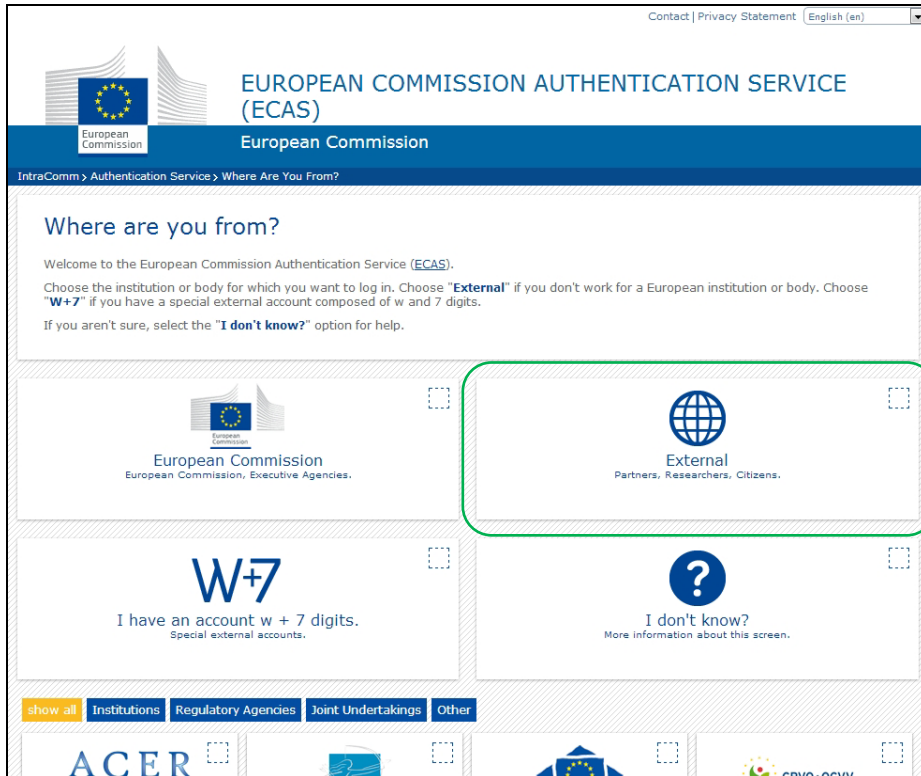 Contact | Privacy Statement English (en)
EUROPEAN COMMISSION AUTHENTICATION SERVICE
(ECAS)
European
Commission
European Commission
IntraComm > Authentication Service > Where Are You From?
Where are you from?
Welcome to the European Commission Authentication Service (ECAS).
Choose the institution or body for which you want to log in. Choose "External" if you don't work for a European institution or body. Choose
"W+7" if you have a special external account composed of w and 7 digits.
If you aren't sure, select the "I don't know?" option for help.
European
Commission
European Commission
European Commission, Executive Agencies.
External
Partners, Researchers, Citizens.
W+7
I have an account w + 7 digits.
Special external accounts.
?
I don't know?
More information about this screen.
show all Institutions Regulatory Agencies Joint Undertakings Other
ACER